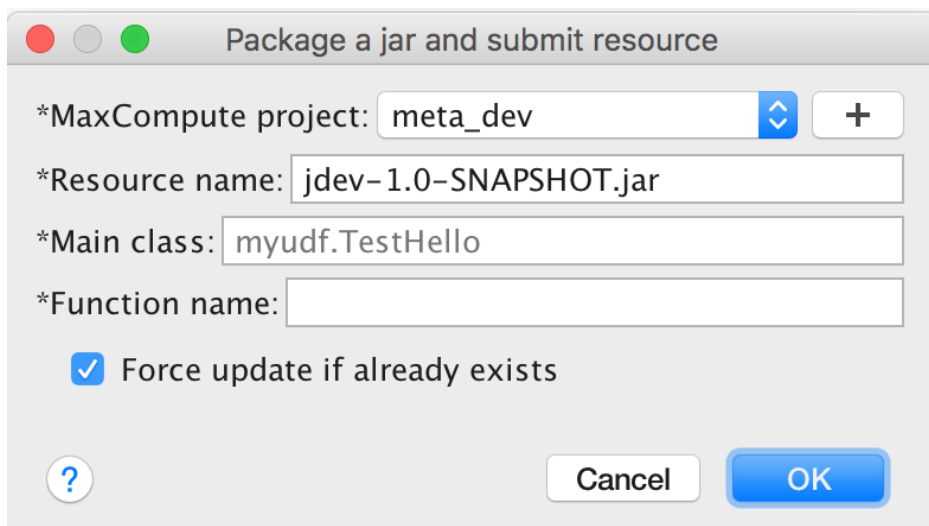 Package a jar and submit resource
*MaxCompute project: meta_dev +
*Resource name: jdev-1.0-SNAPSHOT.jar
*Main class: myudf.TestHello
*Function name:
Force update if already exists
? Cancel OK